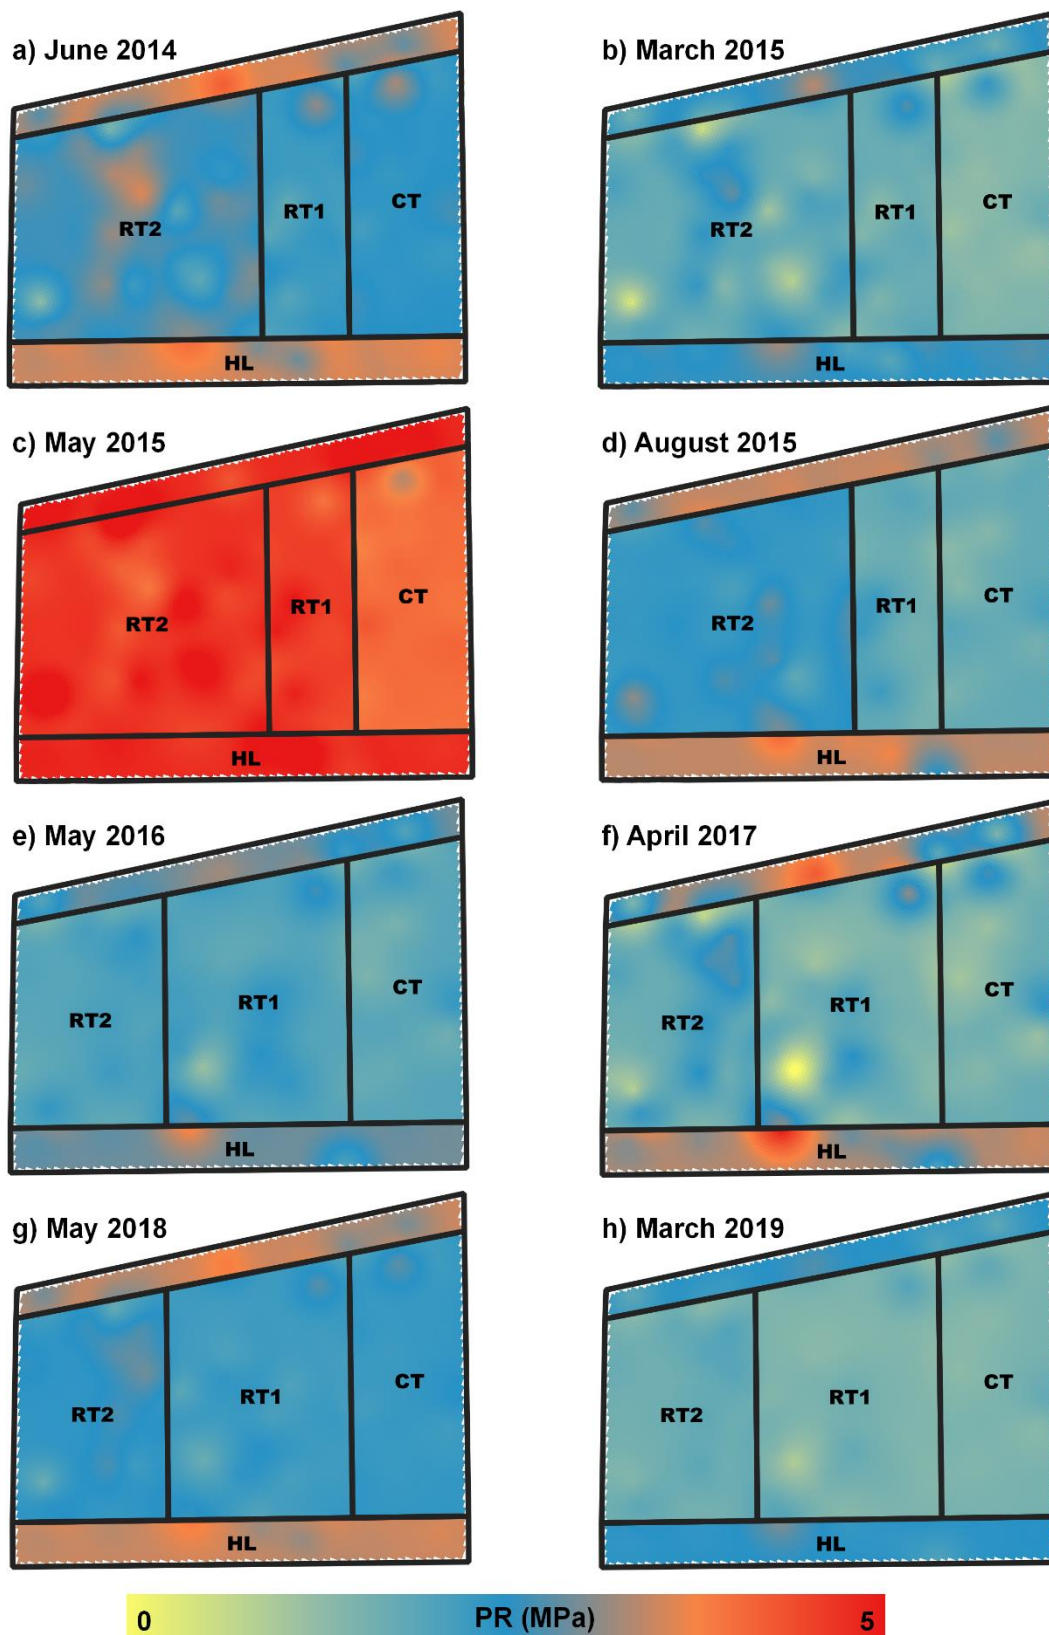 a) June 2014
b) March 2015
RT2
RT1
CT
HL
RT2
RT1
CT
HL
c) May 2015
d) August 2015
RT2
RT1
CT
HL
RT2
RT1
CT
HL
e) May 2016
f) April 2017
RT2
RT1
CT
HL
RT2
RT1
CT
HL
g) May 2018
h) March 2019
RT2
RT1
CT
HL
RT2
RT1
CT
HL
0 PR (MPa) 5